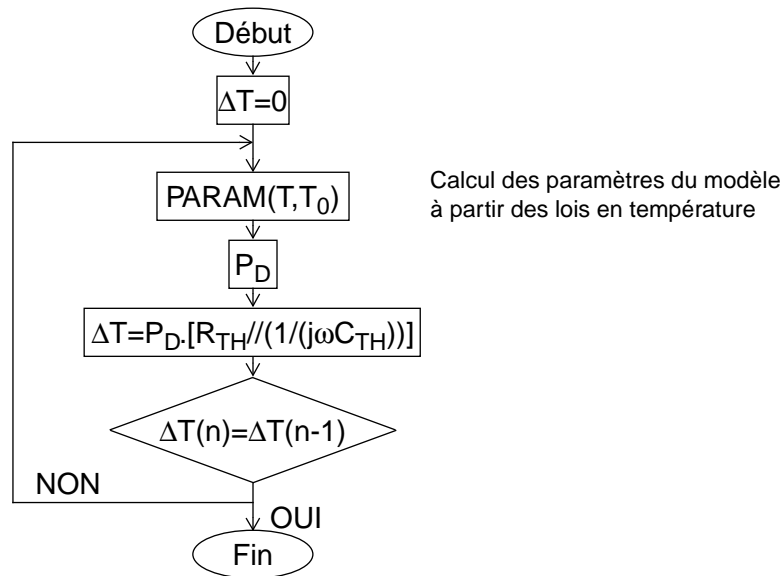 Début
ΔT=0
PARAM(T,T0)
Calcul des paramètres du modèle
à partir des lois en température
PD
ΔT=PD.[RTH//(1/(jωCTH))]
ΔT(n)=ΔT(n-1)
NON
OUI
Fin